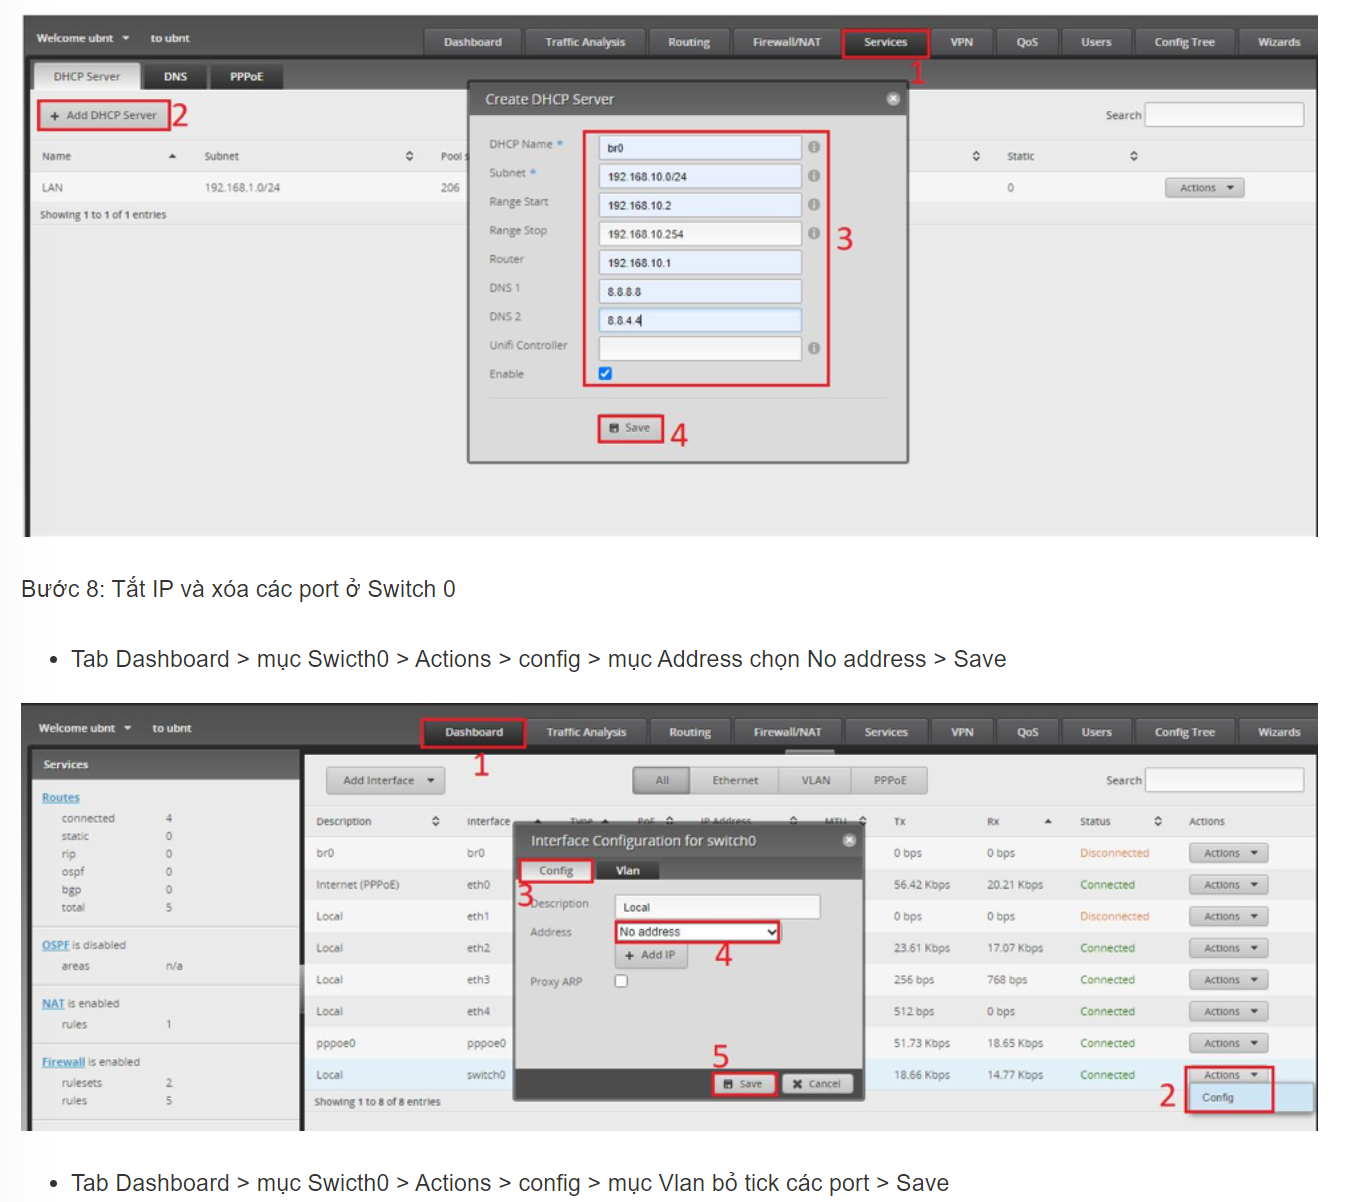 Welcome ubnt to ubnt
Dashboard Traffic Analysis Routing Firewall/NAT Services VPN QoS Users Config Tree Wizards
1
DHCP Server DNS PPPoE
+ Add DHCP Server 2
Search
Name Subnet Pool s Static
LAN 192.168.1.0/24 206 0 Actions
Showing 1 to 1 of 1 entries
Create DHCP Server
DHCP Name * br0
Subnet * 192.168.10.0/24
Range Start 192.168.10.2
Range Stop 192.168.10.254
3
Router 192.168.10.1
DNS 1 8.8.8.8
DNS 2 8.8.4.4
Unifi Controller
Enable
Save 4
Bước 8: Tắt IP và xóa các port ở Switch 0
• Tab Dashboard > mục Swicth0 > Actions > config > mục Address chọn No address > Save
Welcome ubnt to ubnt
Dashboard Traffic Analysis Routing Firewall/NAT Services VPN QoS Users Config Tree Wizards
1
Services
Routes
connected 4
static 0
rip 0
ospf 0
bgp 0
total 5
OSPF is disabled
areas n/a
NAT is enabled
rules 1
Firewall is enabled
rulesets 2
rules 5
Add Interface All Ethernet VLAN PPPoE Search
Description Interface Type PoE IP Address MTU Tx Rx Status Actions
br0 br0 0 bps 0 bps Disconnected Actions
Internet (PPPoE) eth0 56.42 Kbps 20.21 Kbps Connected Actions
Local eth1 0 bps 0 bps Disconnected Actions
Local eth2 23.61 Kbps 17.07 Kbps Connected Actions
Local eth3 256 bps 768 bps Connected Actions
Local eth4 512 bps 0 bps Connected Actions
pppoe0 pppoe0 51.73 Kbps 18.65 Kbps Connected Actions
Local switch0 18.66 Kbps 14.77 Kbps Connected Actions
2 Config
Showing 1 to 8 of 8 entries
Interface Configuration for switch0
Config Vlan
3
Description Local
Address No address
+ Add IP 4
Proxy ARP
5
Save Cancel
• Tab Dashboard > mục Swicth0 > Actions > config > mục Vlan bỏ tick các port > Save